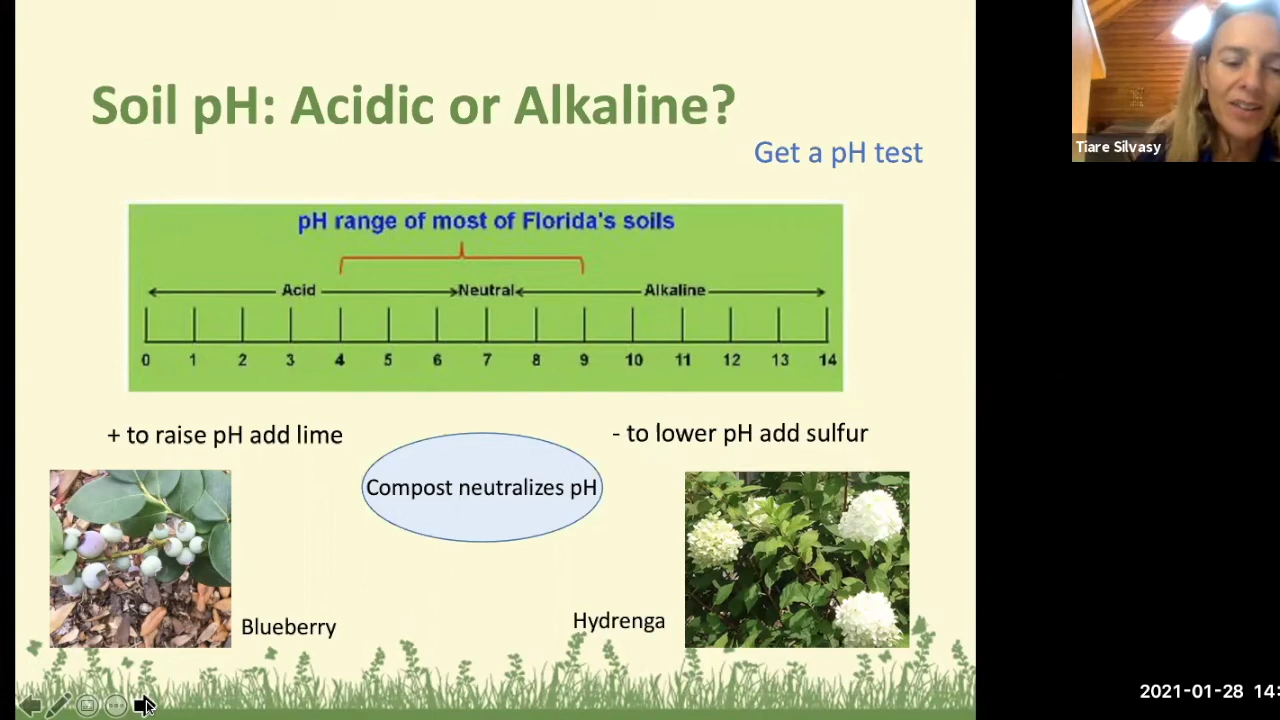 Soil pH: Acidic or Alkaline?
Get a pH test
Tiare Silvasy
pH range of most of Florida's soils
Acid Neutral Alkaline
0 1 2 3 4 5 6 7 8 9 10 11 12 13 14
+ to raise pH add lime
- to lower pH add sulfur
Compost neutralizes pH
Blueberry
Hydrenga
2021-01-28 14: